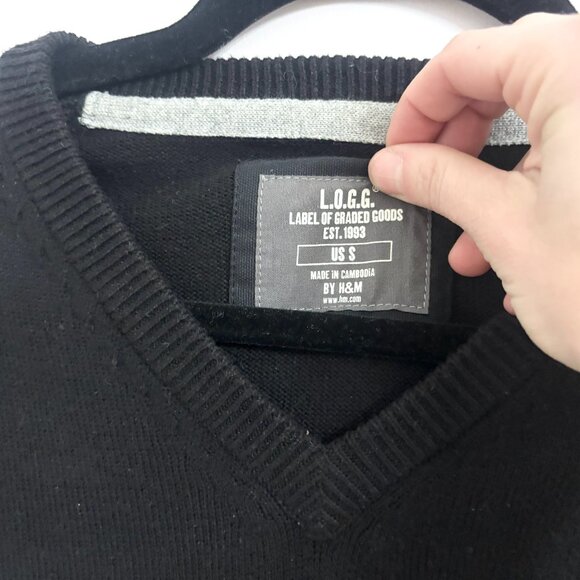 L.O.G.G.®
LABEL OF GRADED GOODS
EST. 1993
US S
MADE IN CAMBODIA
BY H&M
www.hm.com